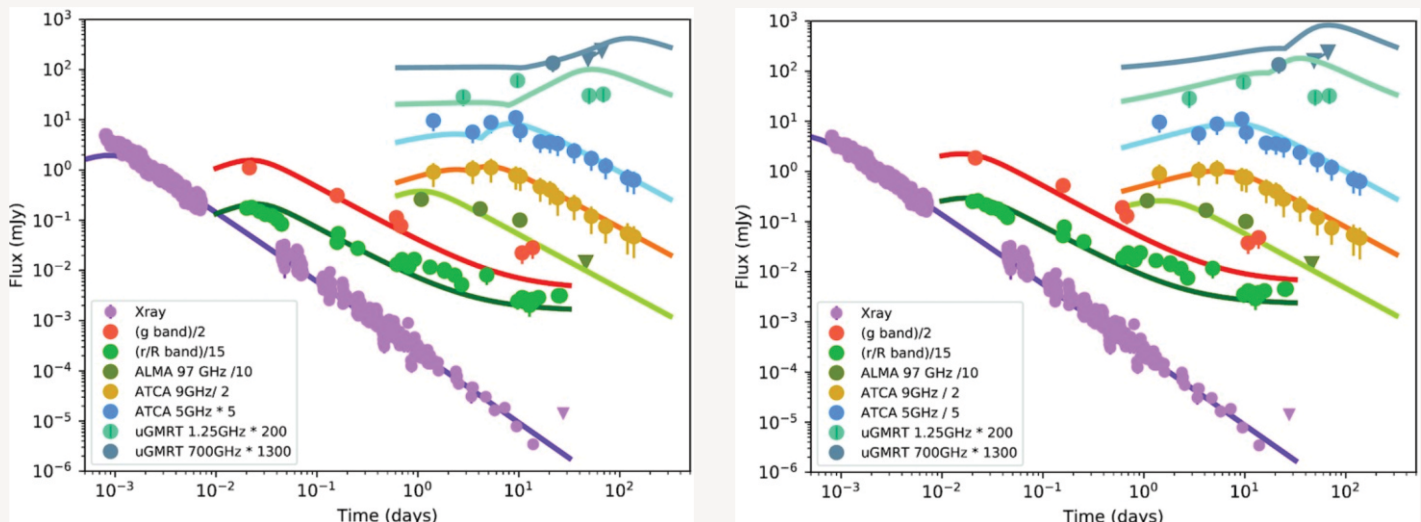 10³
10²
10¹
10⁰
10⁻¹
10⁻²
10⁻³
10⁻⁴
10⁻⁵
10⁻⁶
Flux (mJy)
Xray
(g band)/2
(r/R band)/15
ALMA 97 GHz /10
ATCA 9GHz/ 2
ATCA 5GHz * 5
uGMRT 1.25GHz * 200
uGMRT 700GHz * 1300
10⁻³ 10⁻² 10⁻¹ 10⁰ 10¹ 10²
Time (days)
10³
10²
10¹
10⁰
10⁻¹
10⁻²
10⁻³
10⁻⁴
10⁻⁵
10⁻⁶
Flux (mJy)
Xray
(g band)/2
(r/R band)/15
ALMA 97 GHz /10
ATCA 9GHz / 2
ATCA 5GHz / 5
uGMRT 1.25GHz * 200
uGMRT 700GHz * 1300
10⁻³ 10⁻² 10⁻¹ 10⁰ 10¹ 10²
Time (days)